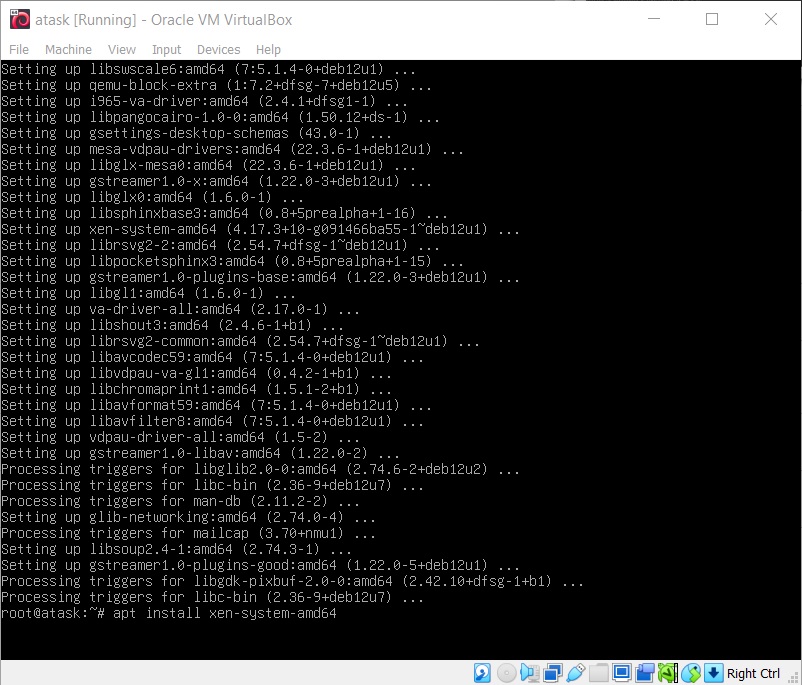 atask [Running] - Oracle VM VirtualBox
File Machine View Input Devices Help
Setting up libswscale6:amd64 (7:5.1.4-0+deb12u1) ...
Setting up qemu-block-extra (1:7.2+dfsg-7+deb12u5) ...
Setting up i965-va-driver:amd64 (2.4.1+dfsg1-1) ...
Setting up libpangocairo-1.0-0:amd64 (1.50.12+ds-1) ...
Setting up gsettings-desktop-schemas (43.0-1) ...
Setting up mesa-vdpau-drivers:amd64 (22.3.6-1+deb12u1) ...
Setting up libglx-mesa0:amd64 (22.3.6-1+deb12u1) ...
Setting up gstreamer1.0-x:amd64 (1.22.0-3+deb12u1) ...
Setting up libglx0:amd64 (1.6.0-1) ...
Setting up libsphinxbase3:amd64 (0.8+5prealpha+1-16) ...
Setting up xen-system-amd64 (4.17.3+10-g091466ba55-1~deb12u1) ...
Setting up librsvg2-2:amd64 (2.54.7+dfsg-1~deb12u1) ...
Setting up libpocketsphinx3:amd64 (0.8+5prealpha+1-15) ...
Setting up gstreamer1.0-plugins-base:amd64 (1.22.0-3+deb12u1) ...
Setting up libgl1:amd64 (1.6.0-1) ...
Setting up va-driver-all:amd64 (2.17.0-1) ...
Setting up libshout3:amd64 (2.4.6-1+b1) ...
Setting up librsvg2-common:amd64 (2.54.7+dfsg-1~deb12u1) ...
Setting up libavcodec59:amd64 (7:5.1.4-0+deb12u1) ...
Setting up libvdpau-va-gl1:amd64 (0.4.2-1+b1) ...
Setting up libchromaprint1:amd64 (1.5.1-2+b1) ...
Setting up libavformat59:amd64 (7:5.1.4-0+deb12u1) ...
Setting up libavfilter8:amd64 (7:5.1.4-0+deb12u1) ...
Setting up vdpau-driver-all:amd64 (1.5-2) ...
Setting up gstreamer1.0-libav:amd64 (1.22.0-2) ...
Processing triggers for libglib2.0-0:amd64 (2.74.6-2+deb12u2) ...
Processing triggers for libc-bin (2.36-9+deb12u7) ...
Processing triggers for man-db (2.11.2-2) ...
Setting up glib-networking:amd64 (2.74.0-4) ...
Processing triggers for mailcap (3.70+nmu1) ...
Setting up libsoup2.4-1:amd64 (2.74.3-1) ...
Setting up gstreamer1.0-plugins-good:amd64 (1.22.0-5+deb12u1) ...
Processing triggers for libgdk-pixbuf-2.0-0:amd64 (2.42.10+dfsg-1+b1) ...
Processing triggers for libc-bin (2.36-9+deb12u7) ...
root@atask:~# apt install xen-system-amd64
Right Ctrl